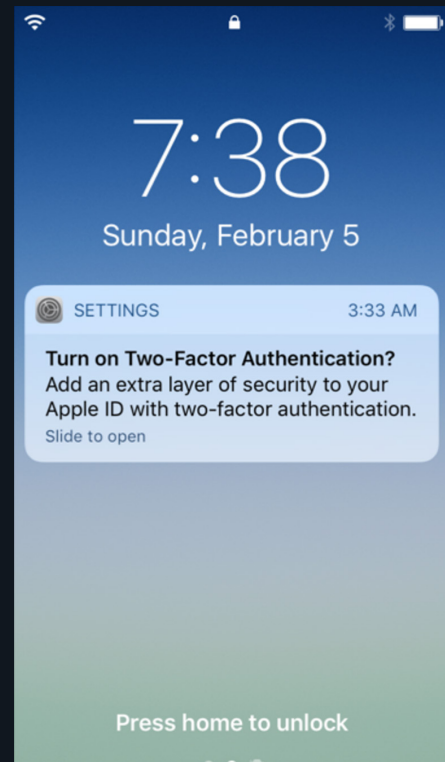 7:38
Sunday, February 5
SETTINGS 3:33 AM
Turn on Two-Factor Authentication?
Add an extra layer of security to your
Apple ID with two-factor authentication.
Slide to open
Press home to unlock